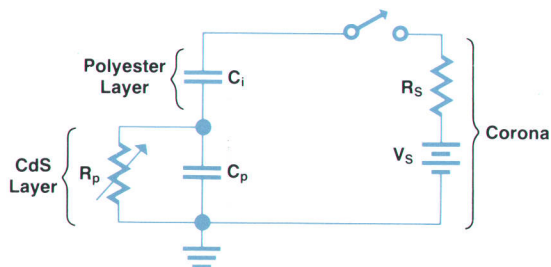 Polyester
Layer
Ci
RS
Corona
VS
CdS
Layer
Rp
Cp